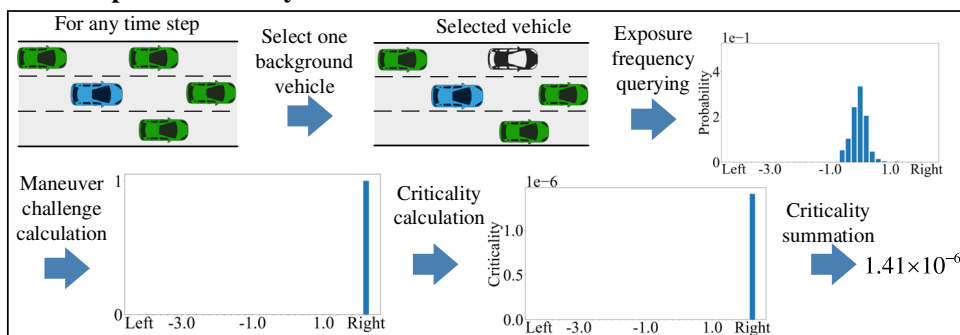 For any time step
Select one
background
vehicle
Selected vehicle
Exposure
frequency
querying
1e−1
Probability
4
2
0
Left -3.0 -1.0 1.0 Right
Maneuver
challenge
calculation
1
0
Left -3.0 -1.0 1.0 Right
Criticality
calculation
1e−6
Criticality
1.0
0.5
0.0
Left -3.0 -1.0 1.0 Right
Criticality
summation
1.41×10⁻⁶